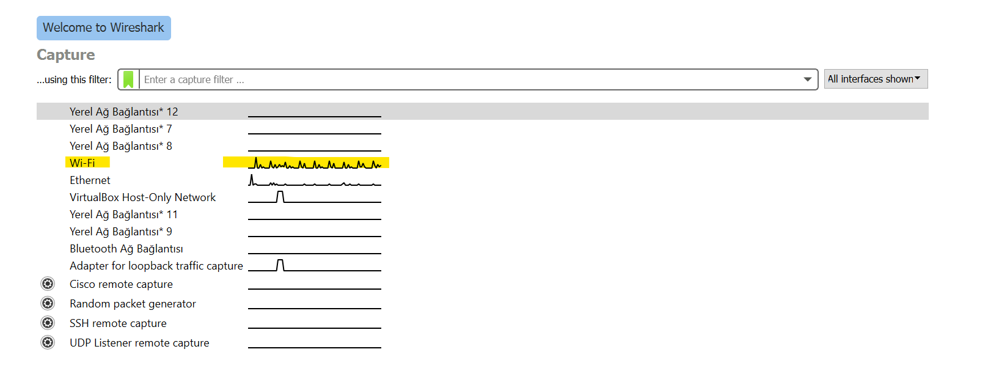 Welcome to Wireshark
Capture
...using this filter: Enter a capture filter ... All interfaces shown
Yerel Ağ Bağlantısı* 12
Yerel Ağ Bağlantısı* 7
Yerel Ağ Bağlantısı* 8
Wi-Fi
Ethernet
VirtualBox Host-Only Network
Yerel Ağ Bağlantısı* 11
Yerel Ağ Bağlantısı* 9
Bluetooth Ağ Bağlantısı
Adapter for loopback traffic capture
Cisco remote capture
Random packet generator
SSH remote capture
UDP Listener remote capture